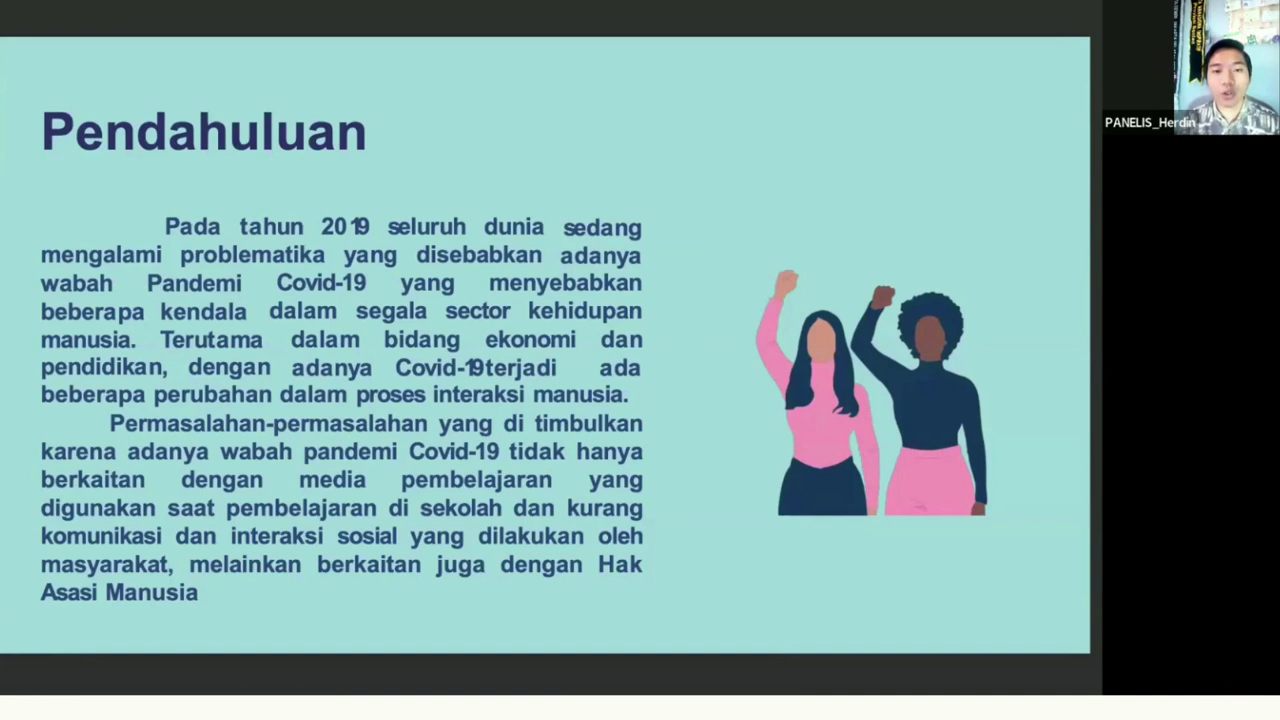 Pendahuluan
Pada tahun 2019 seluruh dunia sedang
mengalami problematika yang disebabkan adanya
wabah Pandemi Covid-19 yang menyebabkan
beberapa kendala dalam segala sector kehidupan
manusia. Terutama dalam bidang ekonomi dan
pendidikan, dengan adanya Covid-19terjadi ada
beberapa perubahan dalam proses interaksi manusia.
Permasalahan-permasalahan yang di timbulkan
karena adanya wabah pandemi Covid-19 tidak hanya
berkaitan dengan media pembelajaran yang
digunakan saat pembelajaran di sekolah dan kurang
komunikasi dan interaksi sosial yang dilakukan oleh
masyarakat, melainkan berkaitan juga dengan Hak
Asasi Manusia
PANELIS_Herdin